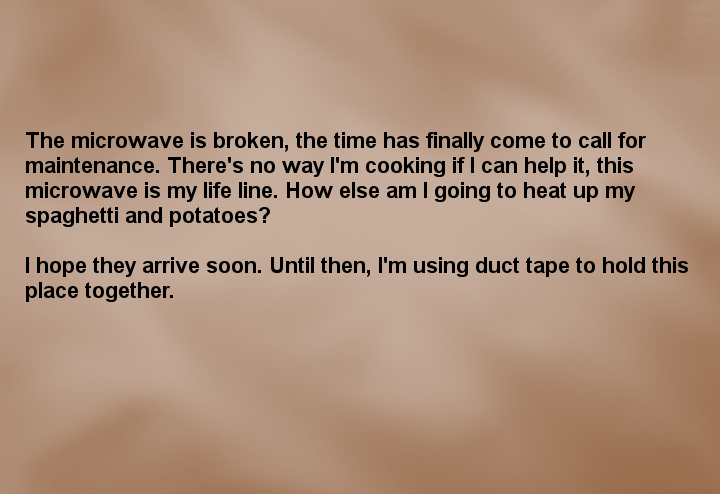 The microwave is broken, the time has finally come to call for
maintenance. There's no way I'm cooking if I can help it, this
microwave is my life line. How else am I going to heat up my
spaghetti and potatoes?
I hope they arrive soon. Until then, I'm using duct tape to hold this
place together.